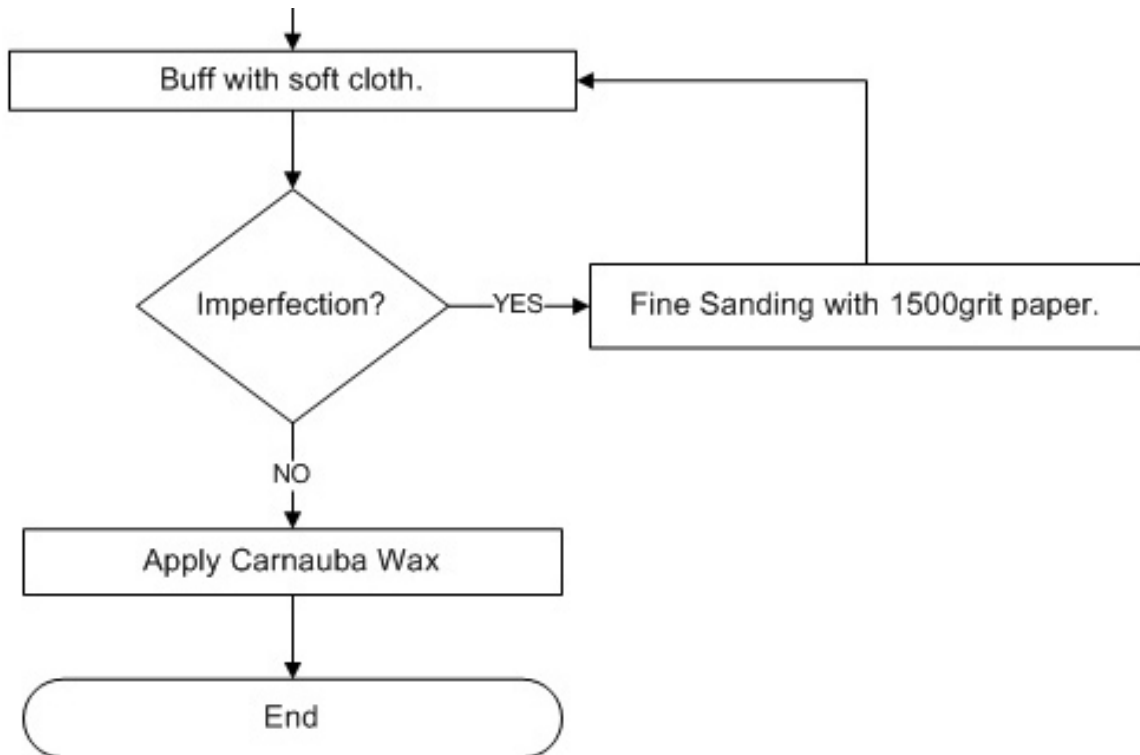 Buff with soft cloth.
Imperfection?
YES
Fine Sanding with 1500grit paper.
NO
Apply Carnauba Wax
End